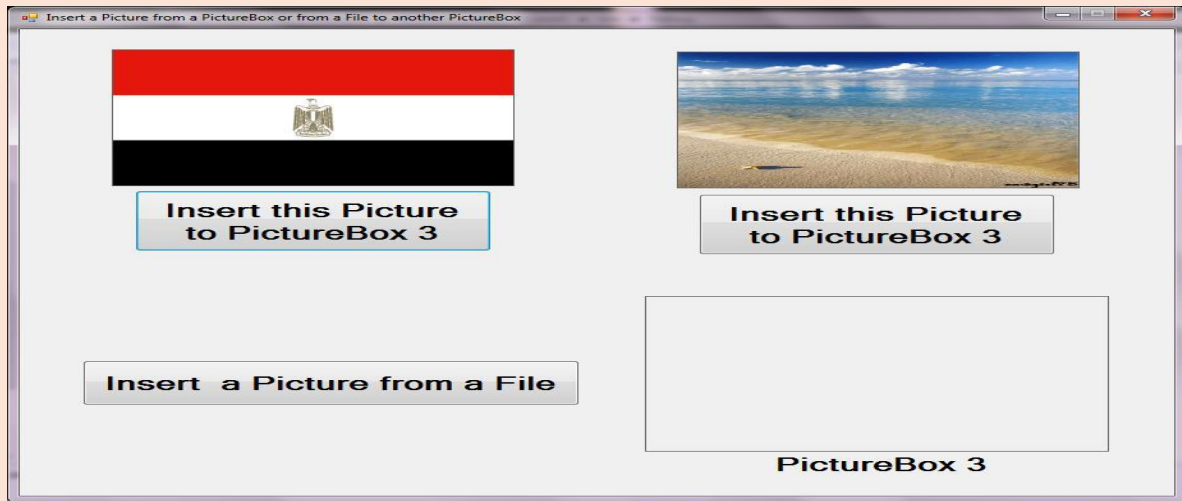 Insert a Picture from a PictureBox or from a File to another PictureBox
Insert this Picture
to PictureBox 3
Insert this Picture
to PictureBox 3
Insert a Picture from a File
PictureBox 3